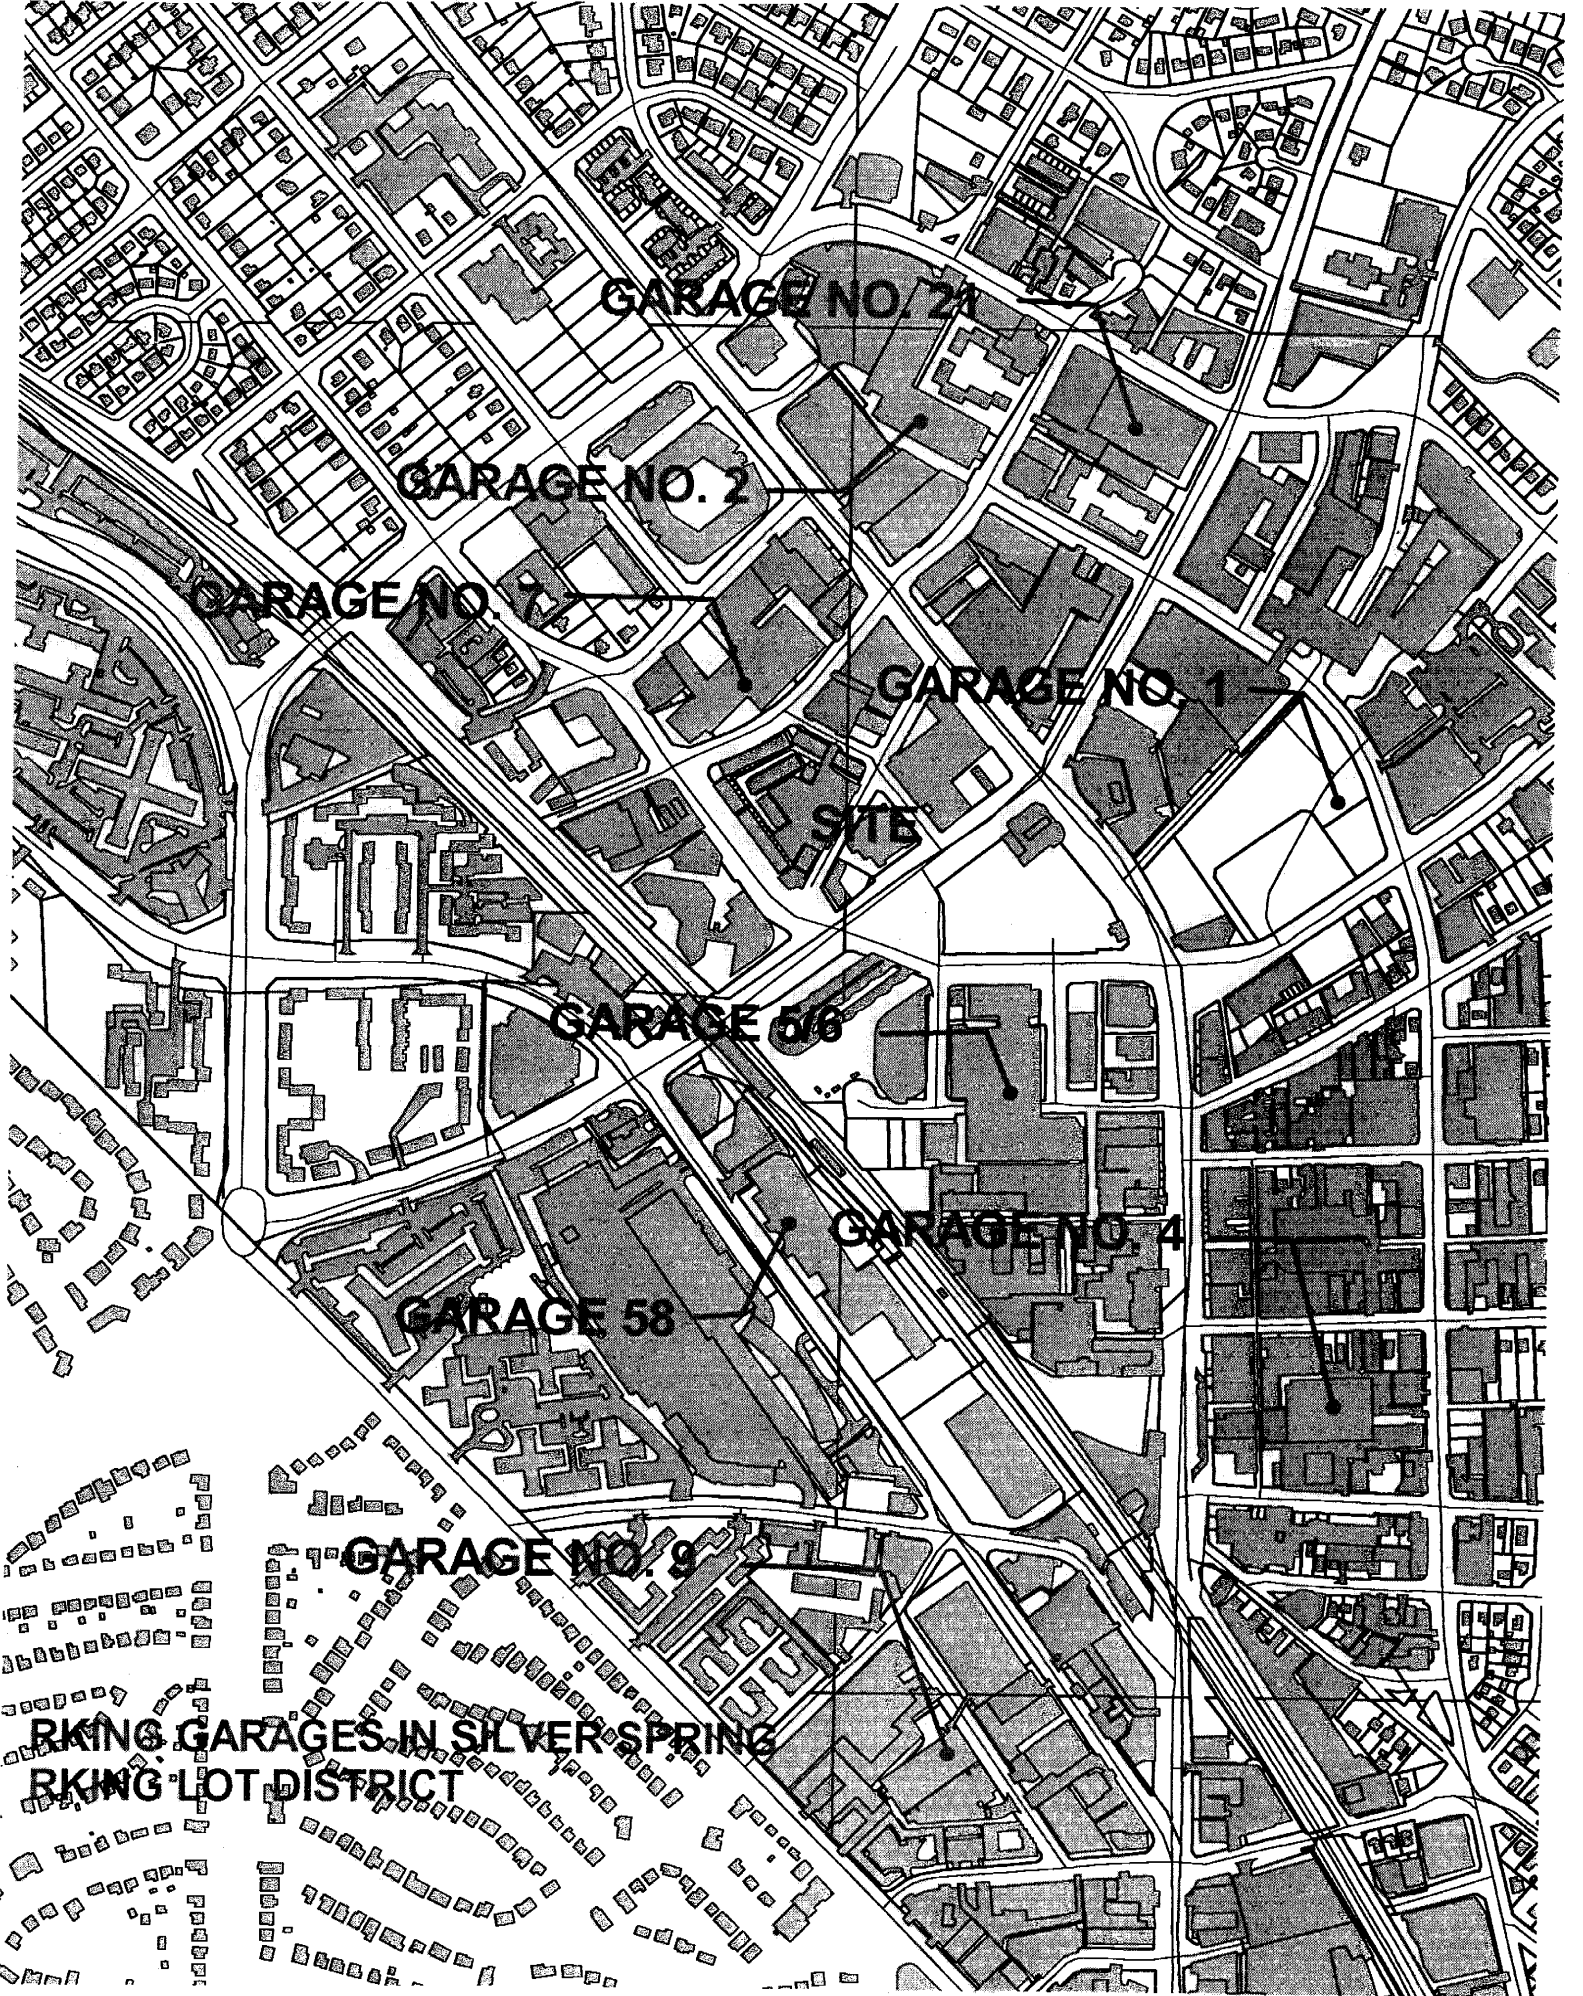 GARAGE NO. 21
GARAGE NO. 2
GARAGE NO. 7
GARAGE NO. 1
SITE
GARAGE 5/6
GARAGE NO. 4
GARAGE 58
GARAGE NO. 9
RKING GARAGES IN SILVER SPRING
RKING LOT DISTRICT